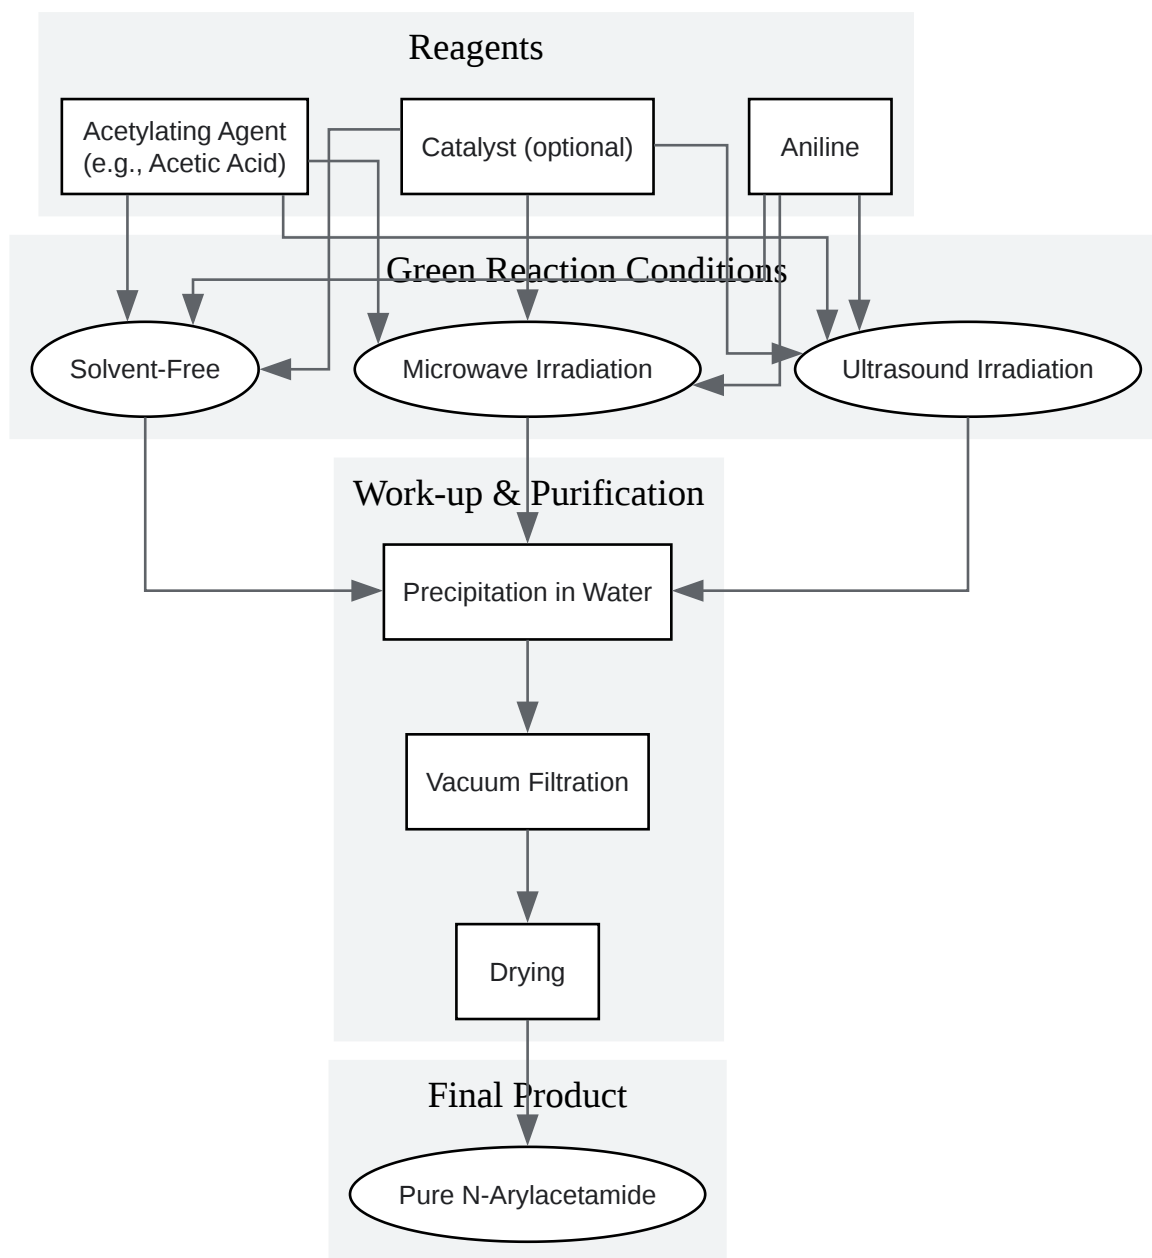 Reagents
Acetylating Agent
(e.g., Acetic Acid)
Catalyst (optional)
Aniline
Green Reaction Conditions
Solvent-Free
Microwave Irradiation
Ultrasound Irradiation
Work-up & Purification
Precipitation in Water
Vacuum Filtration
Drying
Final Product
Pure N-Arylacetamide